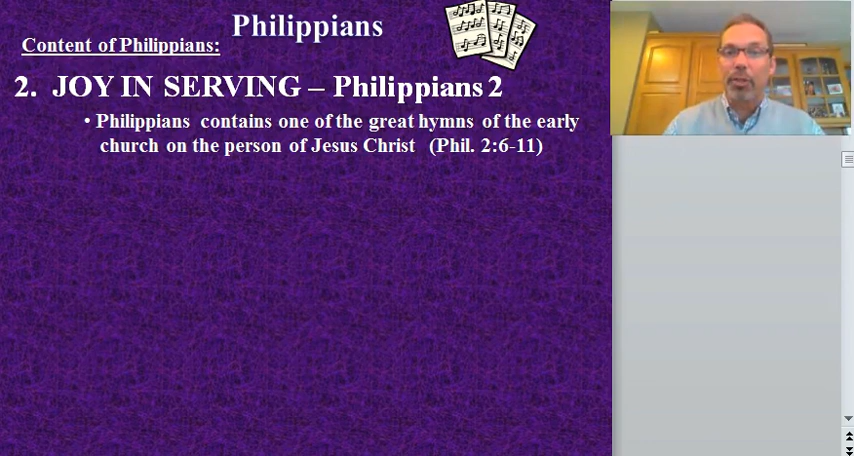 Philippians
Content of Philippians:
2. JOY IN SERVING – Philippians 2
• Philippians contains one of the great hymns of the early
church on the person of Jesus Christ (Phil. 2:6-11)